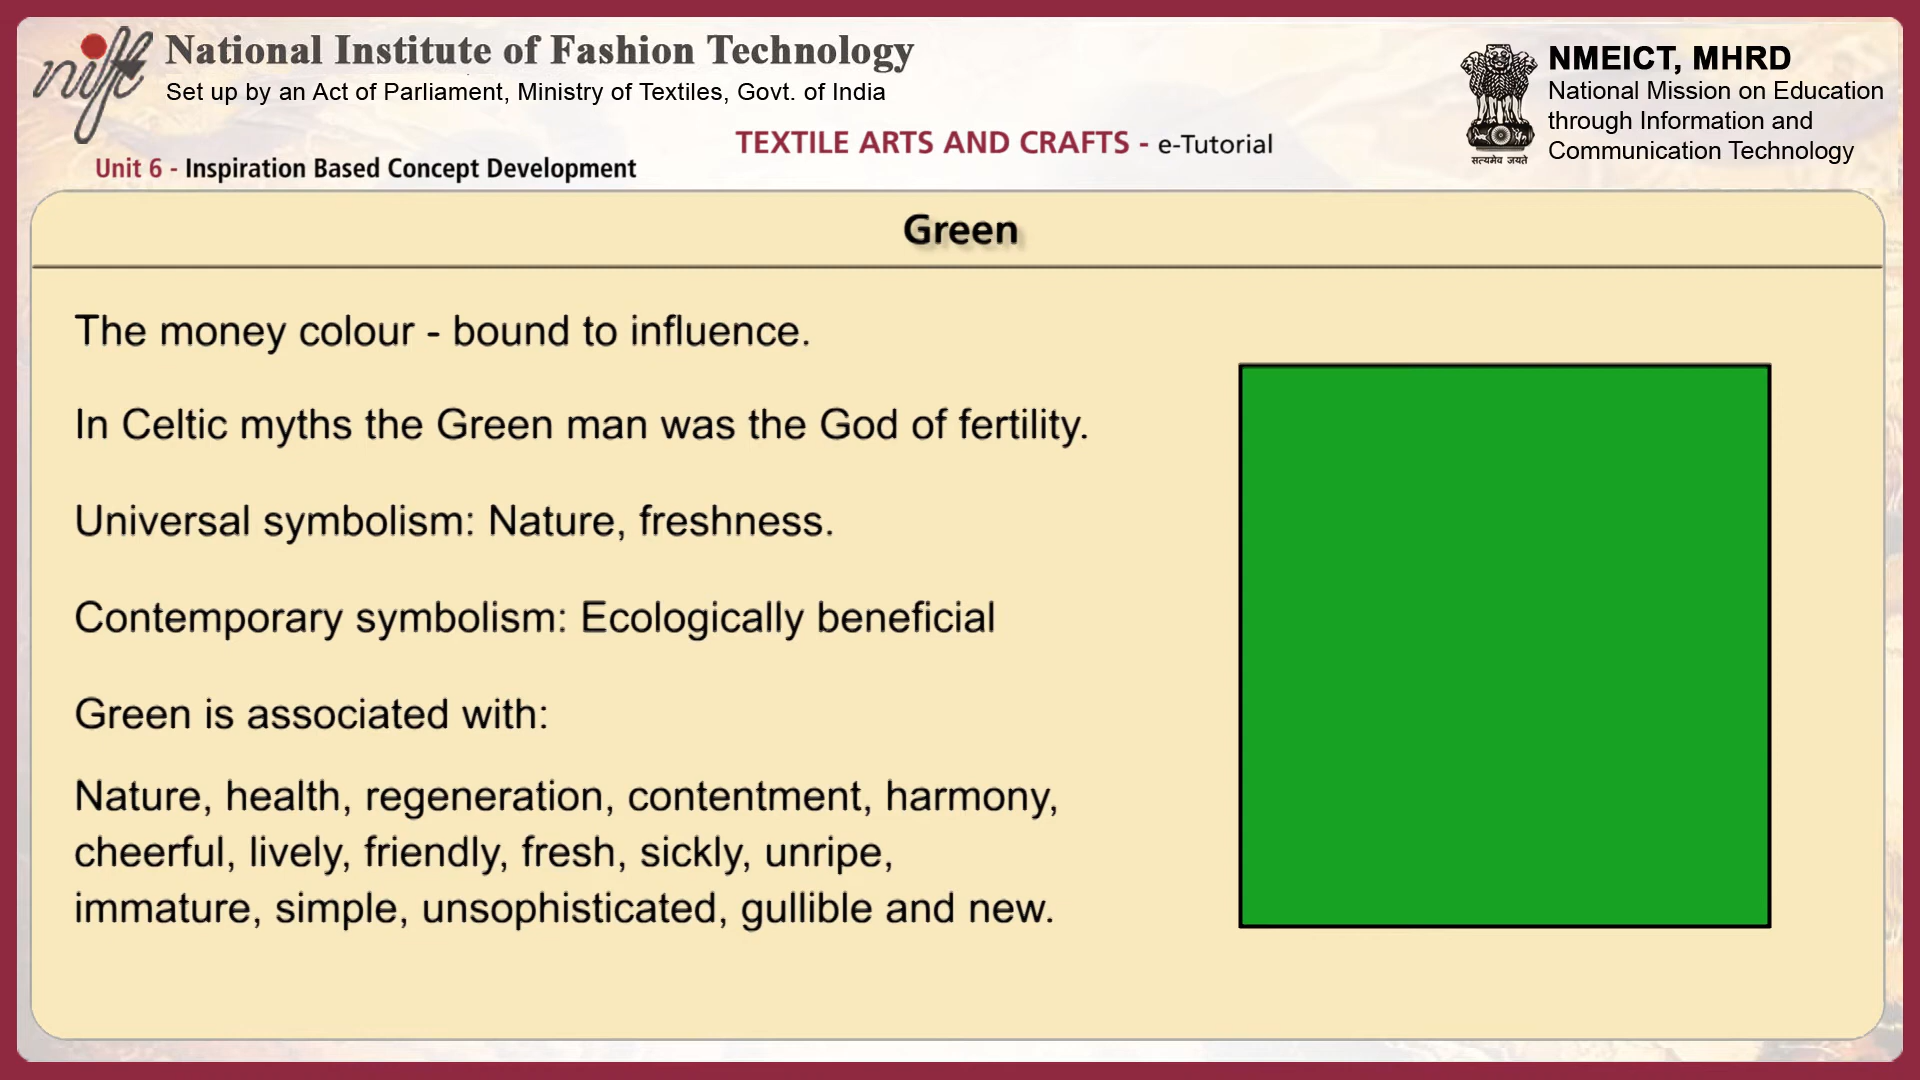 nift
National Institute of Fashion Technology
Set up by an Act of Parliament, Ministry of Textiles, Govt. of India
NMEICT, MHRD
National Mission on Education
through Information and
Communication Technology
सत्यमेव जयते
TEXTILE ARTS AND CRAFTS - e-Tutorial
Unit 6 - Inspiration Based Concept Development
Green
The money colour - bound to influence.
In Celtic myths the Green man was the God of fertility.
Universal symbolism: Nature, freshness.
Contemporary symbolism: Ecologically beneficial
Green is associated with:
Nature, health, regeneration, contentment, harmony,
cheerful, lively, friendly, fresh, sickly, unripe,
immature, simple, unsophisticated, gullible and new.